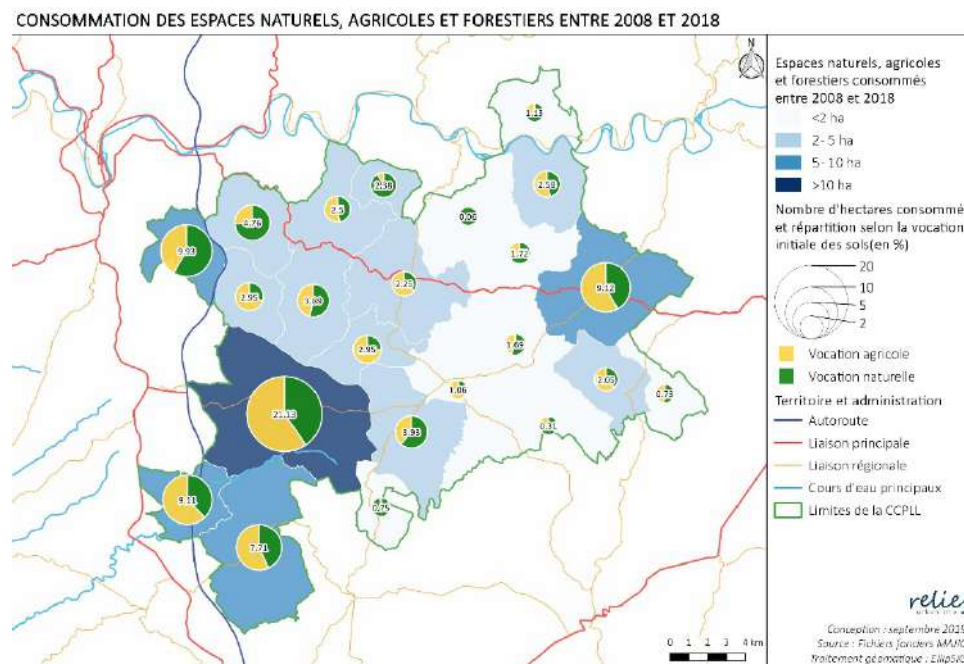 CONSOMMATION DES ESPACES NATURELS, AGRICOLES ET FORESTIERS ENTRE 2008 ET 2018
N
Espaces naturels, agricoles
et forestiers consommés
entre 2008 et 2018
<2 ha
2- 5 ha
5- 10 ha
>10 ha
Nombre d'hectares consommé
et répartition selon la vocation
initiale des sols(en %)
20
10
5
2
Vocation agricole
Vocation naturelle
Territoire et administration
Autoroute
Liaison principale
Liaison régionale
Cours d'eau principaux
Limites de la CCPLL
1.13
2.38
2.58
2.5
0.06
4.76
9.93
1.72
2.25
9.12
2.95
2.95
1.69
2.05
1.06
0.73
21.13
3.93
0.31
9.11
0.75
7.71
0 1 2 3 4 km
relie
Conception : septembre 2019
Source : Fichiers fonciers MAJIC